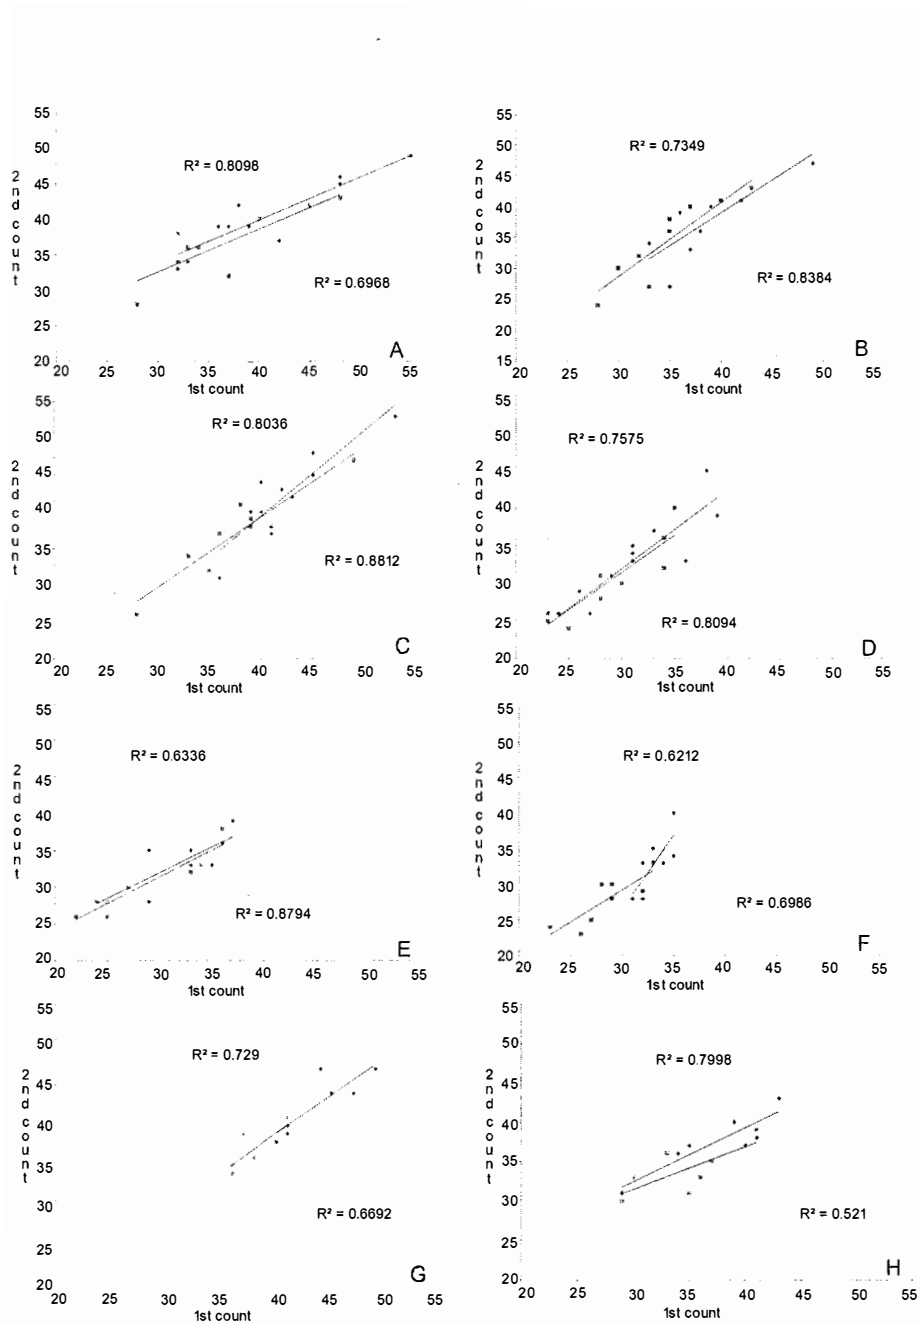 55
50
45
40
35
30
25
20
2nd count
R² = 0.8098
R² = 0.6968
A
20 25 30 35 40 45 50 55
1st count
55
50
45
40
35
30
25
20
15
2nd count
R² = 0.7349
R² = 0.8384
B
20 25 30 35 40 45 50 55
1st count
55
50
45
40
35
30
25
20
2nd count
R² = 0.8036
R² = 0.8812
C
20 25 30 35 40 45 50 55
1st count
55
50
45
40
35
30
25
20
2nd count
R² = 0.7575
R² = 0.8094
D
20 25 30 35 40 45 50 55
1st count
55
50
45
40
35
30
25
20
2nd count
R² = 0.6336
R² = 0.8794
E
20 25 30 35 40 45 50 55
1st count
55
50
45
40
35
30
25
20
2nd count
R² = 0.6212
R² = 0.6986
F
20 25 30 35 40 45 50 55
1st count
55
50
45
40
35
30
25
20
2nd count
R² = 0.729
R² = 0.6692
G
20 25 30 35 40 45 50 55
1st count
55
50
45
40
35
30
25
20
2nd count
R² = 0.7998
R² = 0.521
H
20 25 30 35 40 45 50 55
1st count